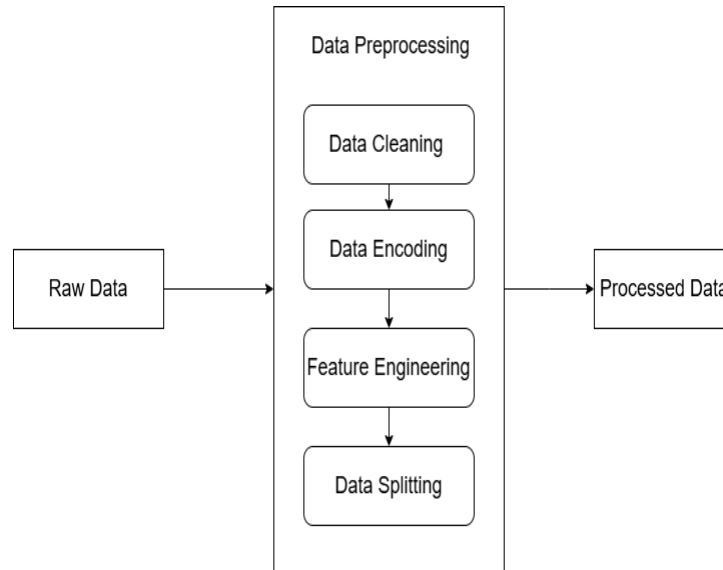 Data Preprocessing
Data Cleaning
Data Encoding
Raw Data
Processed Data
Feature Engineering
Data Splitting